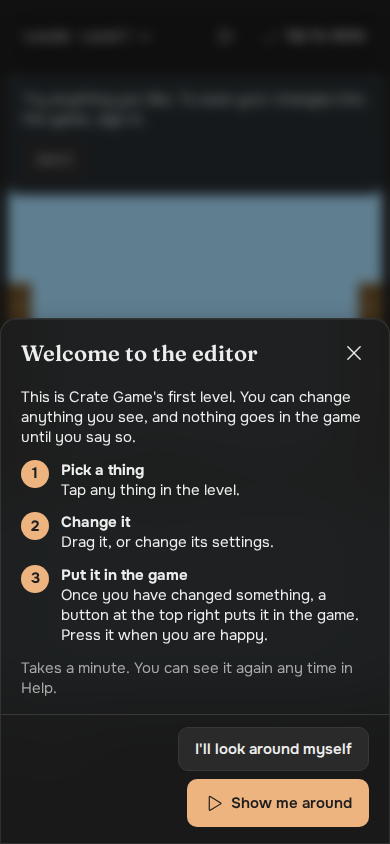 Welcome to the editor
This is Crate Game's first level. You can change
anything you see, and nothing goes in the game
until you say so.
1
Pick a thing
Tap any thing in the level.
2
Change it
Drag it, or change its settings.
3
Put it in the game
Once you have changed something, a
button at the top right puts it in the game.
Press it when you are happy.
Takes a minute. You can see it again any time in
Help.
I'll look around myself
Show me around